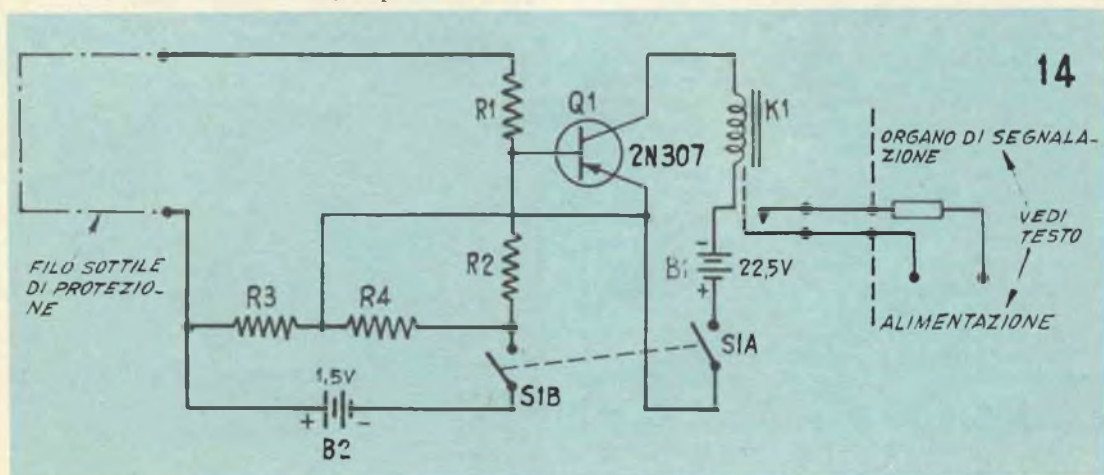 14
R1
Q1
2N307
K1
ORGANO DI SEGNALA-
ZIONE
VEDI
TESTO
ALIMENTAZIONE
B1
22,5V
-
+
S1A
R2
R3
R4
S1B
1,5V
+
-
B2
FILO SOTTILE
DI PROTEZIO-
NE